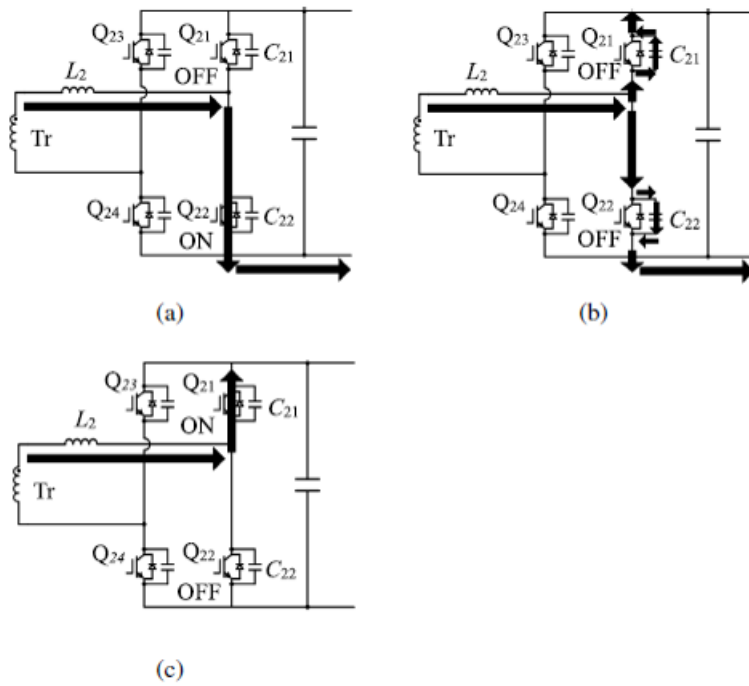 Q23 Q21 C21
OFF
L2
Tr
Q24 Q22 C22
ON
(a)
Q23 Q21 C21
L2 OFF
Tr
Q24 Q22 C22
OFF
(b)
Q23 Q21 C21
ON
L2
Tr
Q24 Q22 C22
OFF
(c)